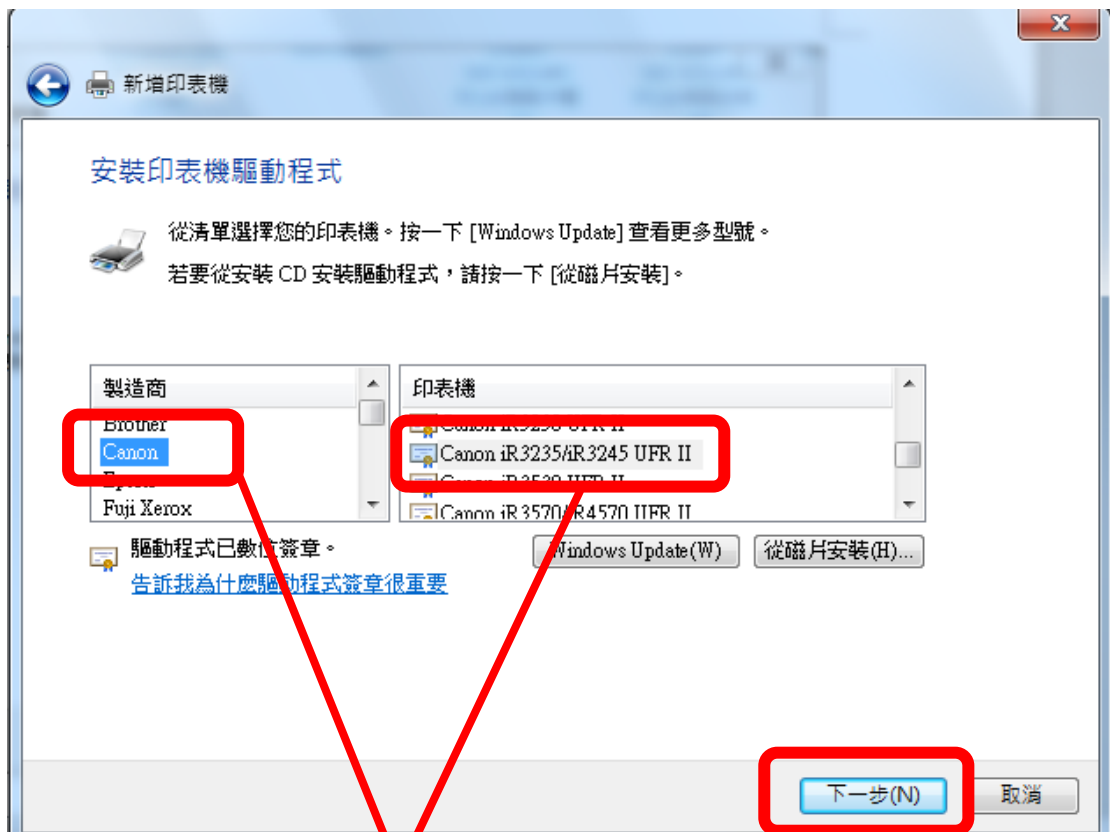 新增印表機
安裝印表機驅動程式
從清單選擇您的印表機。按一下 [Windows Update] 查看更多型號。
若要從安裝 CD 安裝驅動程式，請按一下 [從磁片安裝]。
製造商
Brother
Canon
Fuji Xerox
印表機
Canon iR3235/iR3245 UFR II
Canon iR3570/iR4570 UFR II
驅動程式已數位簽章。
告訴我為什麼驅動程式簽章很重要
Windows Update(W)
從磁片安裝(H)...
下一步(N)
取消